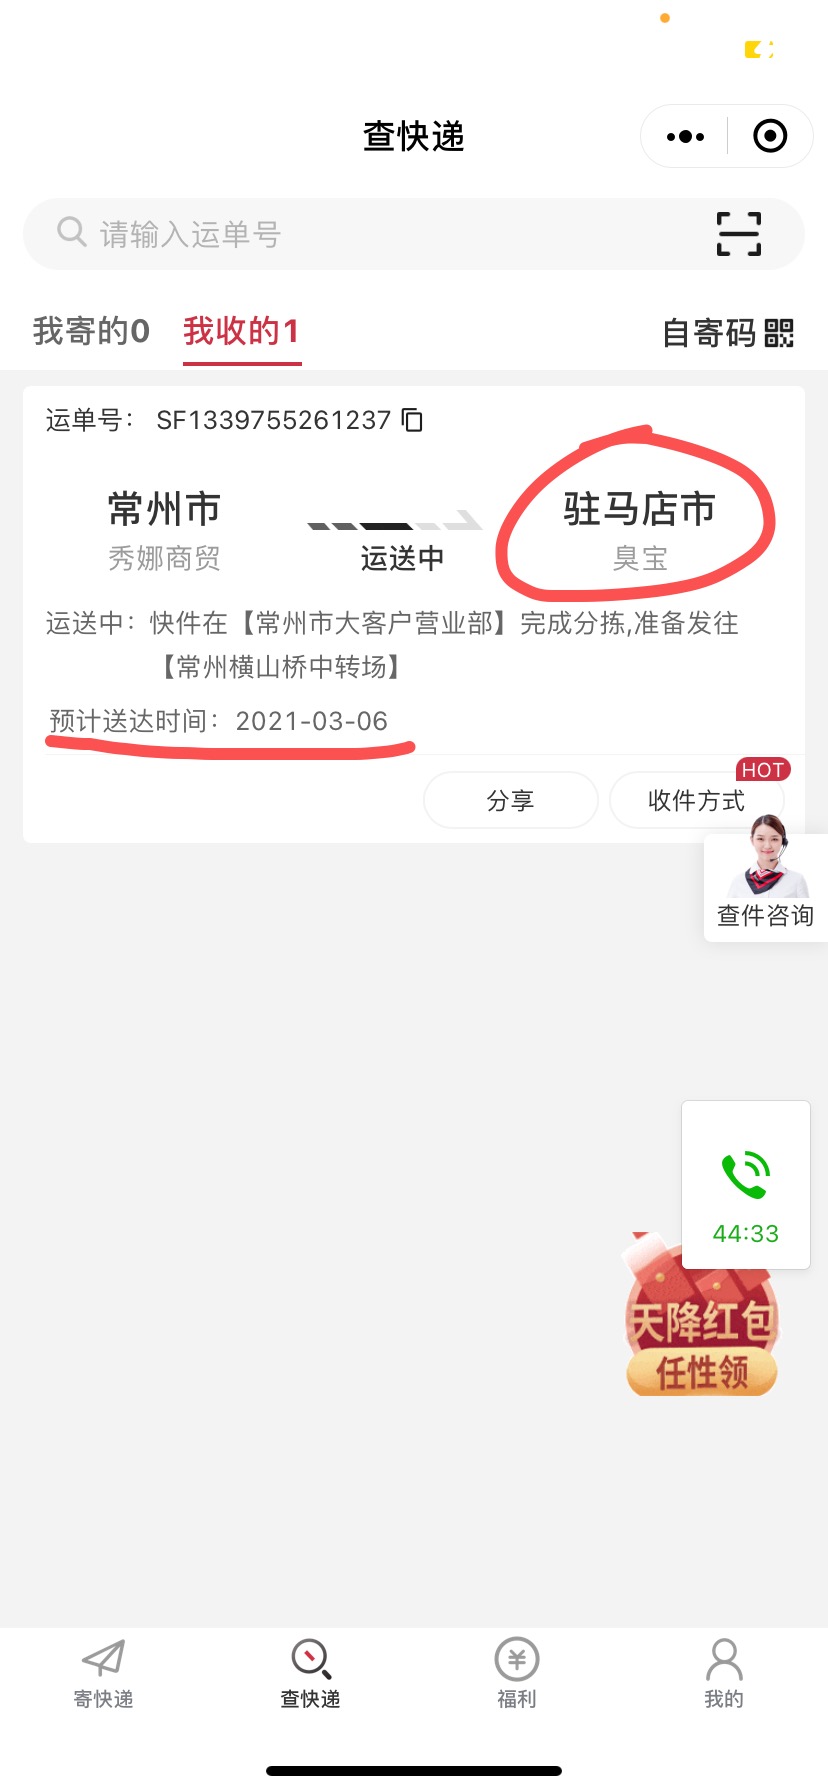 查快递
请输入运单号
我寄的0 我收的1 自寄码
运单号： SF1339755261237
常州市 驻马店市
秀娜商贸 运送中 臭宝
运送中：快件在【常州市大客户营业部】完成分拣,准备发往
【常州横山桥中转场】
预计送达时间：2021-03-06
HOT
分享 收件方式
查件咨询
44:33
天降红包
任性领
寄快递 查快递 福利 我的